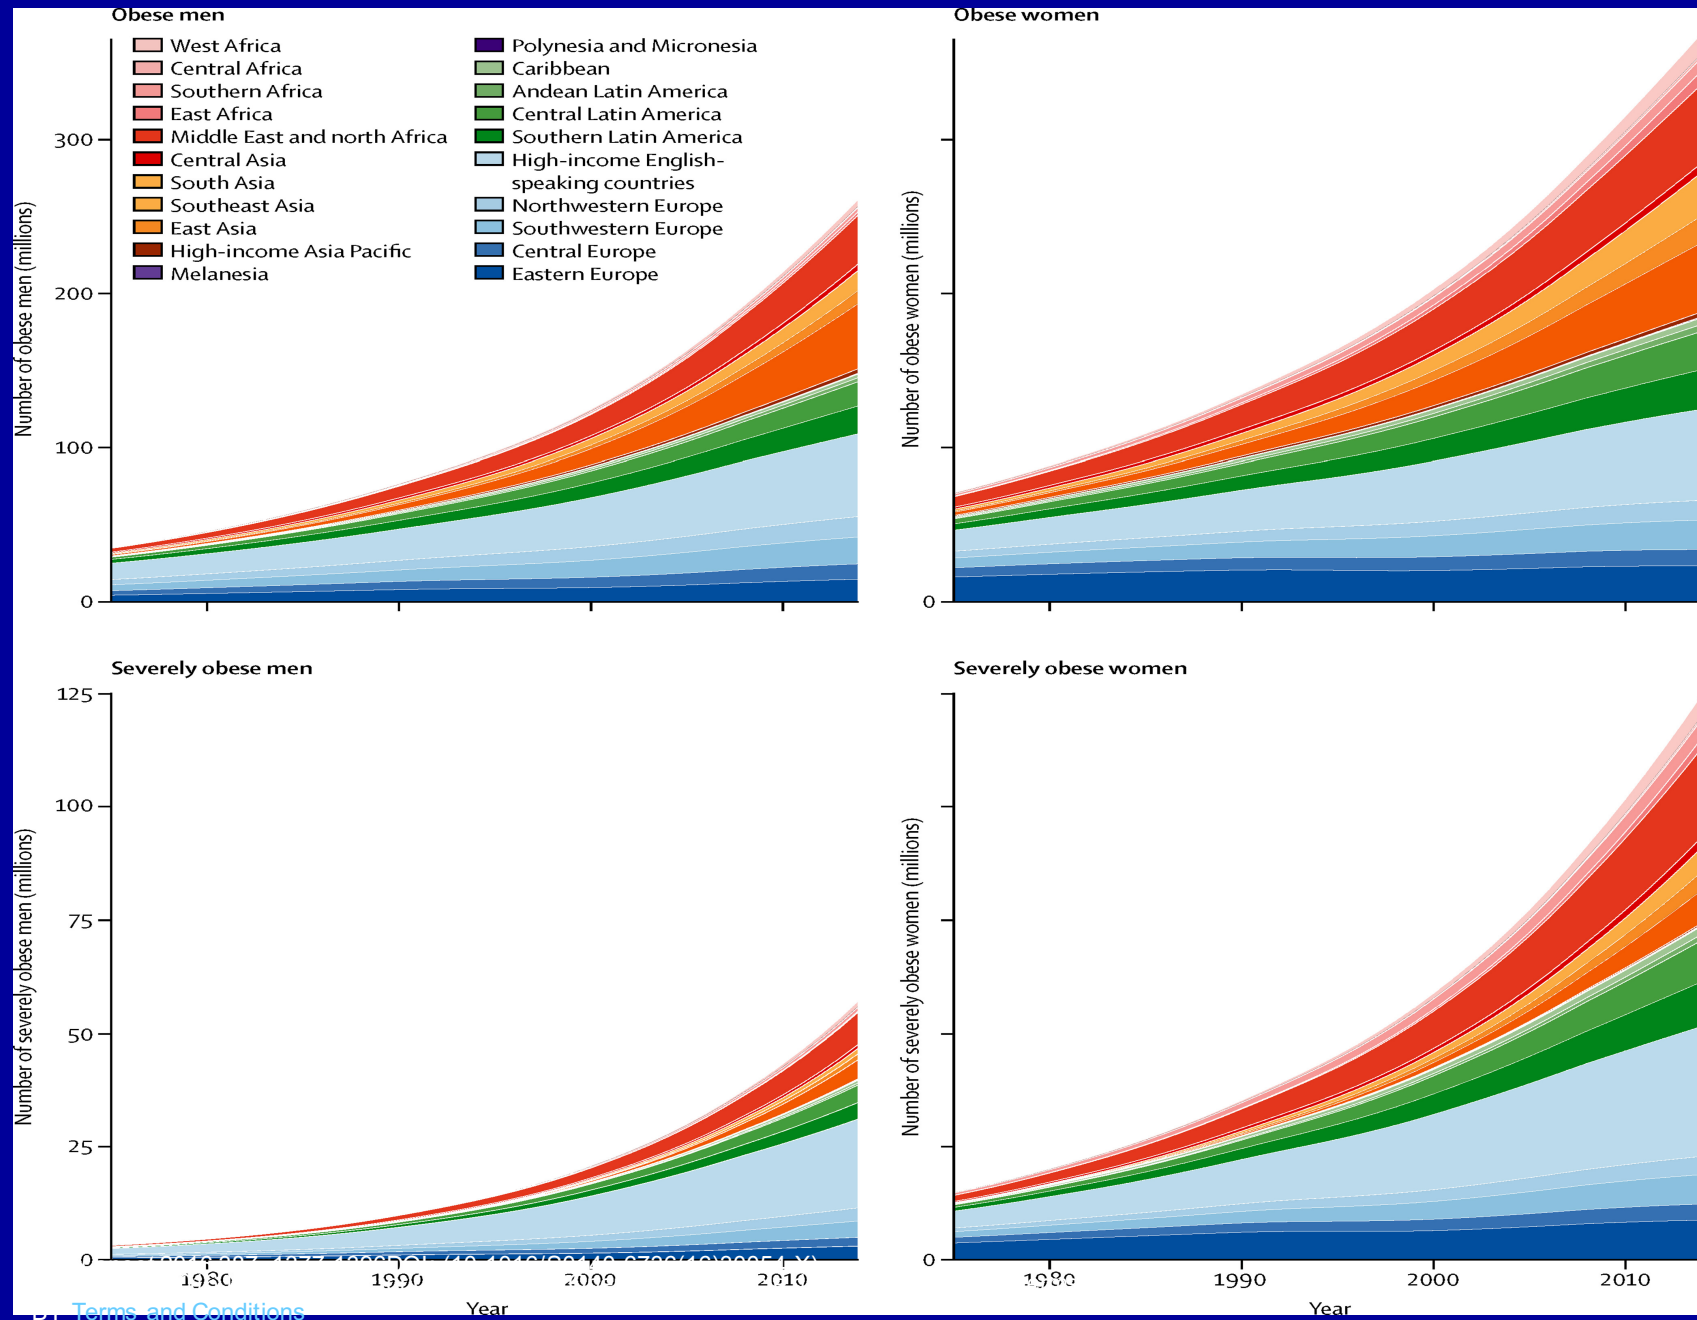 Obese men
West Africa
Central Africa
Southern Africa
East Africa
Middle East and north Africa
Central Asia
South Asia
Southeast Asia
East Asia
High-income Asia Pacific
Melanesia
Polynesia and Micronesia
Caribbean
Andean Latin America
Central Latin America
Southern Latin America
High-income English-
speaking countries
Northwestern Europe
Southwestern Europe
Central Europe
Eastern Europe
Number of obese men (millions)
300
200
100
0
Obese women
Number of obese women (millions)
0
Severely obese men
Number of severely obese men (millions)
125
100
75
50
25
0
1980
1990
2000
2010
Year
Severely obese women
Number of severely obese women (millions)
0
1980
1990
2000
2010
Year
Terms and Conditions